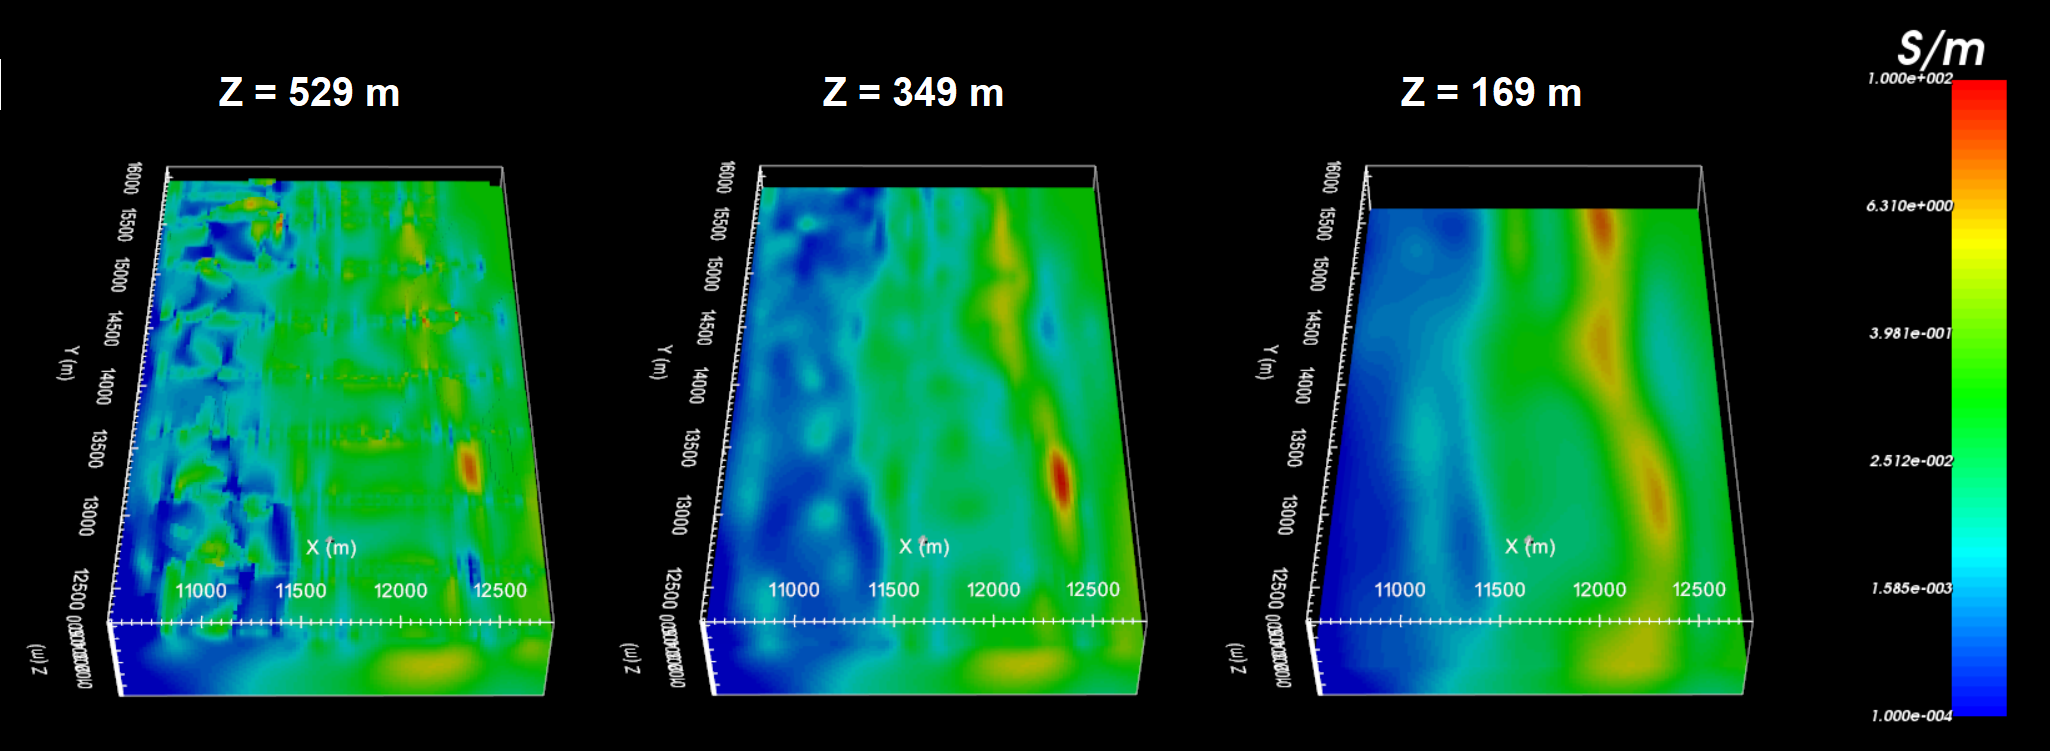 S/m
Z = 529 m
Z = 349 m
Z = 169 m
1.000e+002
6.310e+000
3.981e-001
2.512e-002
1.585e-003
1.000e-004
16000
15500
15000
14500
14000
13500
13000
12500
Y (m)
X (m)
11000 11500 12000 12500
Z (m)
16000
15500
15000
14500
14000
13500
13000
12500
Y (m)
X (m)
11000 11500 12000 12500
Z (m)
16000
15500
15000
14500
14000
13500
13000
12500
Y (m)
X (m)
11000 11500 12000 12500
Z (m)